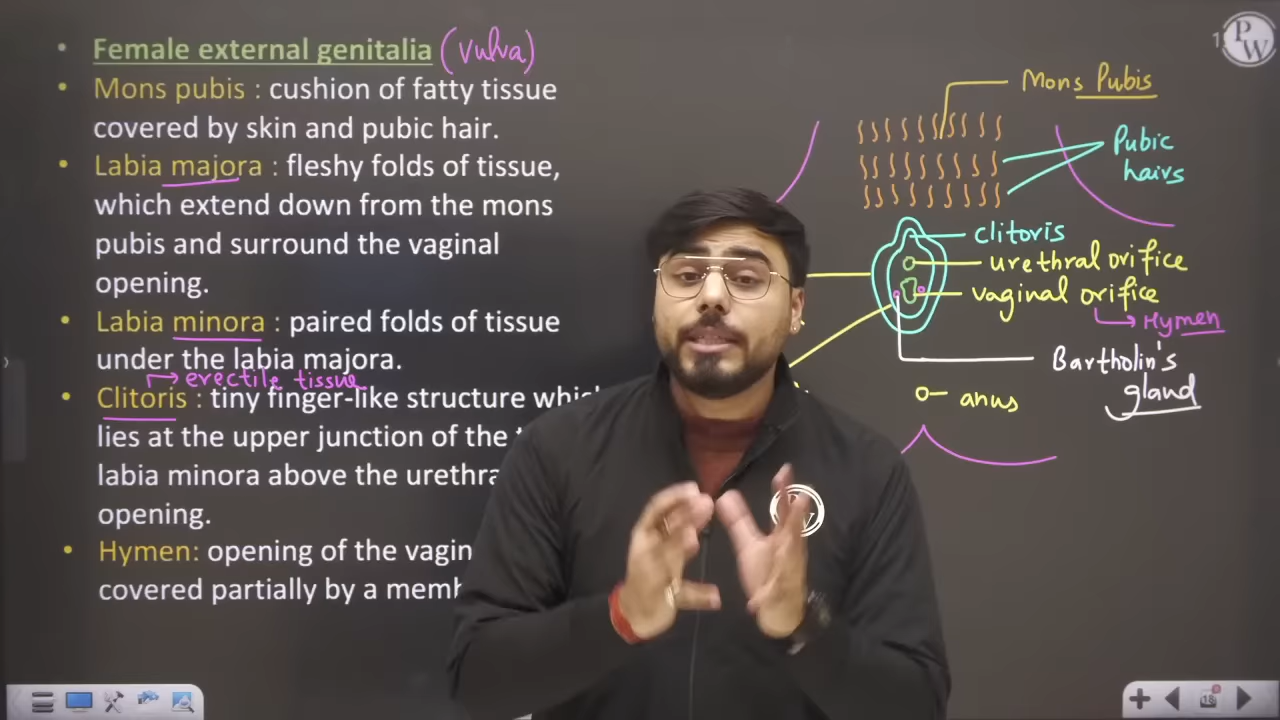 Female external genitalia (vulva)
Mons pubis : cushion of fatty tissue
covered by skin and pubic hair.
Labia majora : fleshy folds of tissue,
which extend down from the mons
pubis and surround the vaginal
opening.
Labia minora : paired folds of tissue
under the labia majora.
erectile tissue
Clitoris : tiny finger-like structure
lies at the upper junction of the
labia minora above the
opening.
Hymen: opening of the
covered partially by a
Mons Pubis
Pubic
hairs
clitoris
urethral orifice
vaginal orifice
Hymen
Bartholin's
gland
anus
PW
PW
18